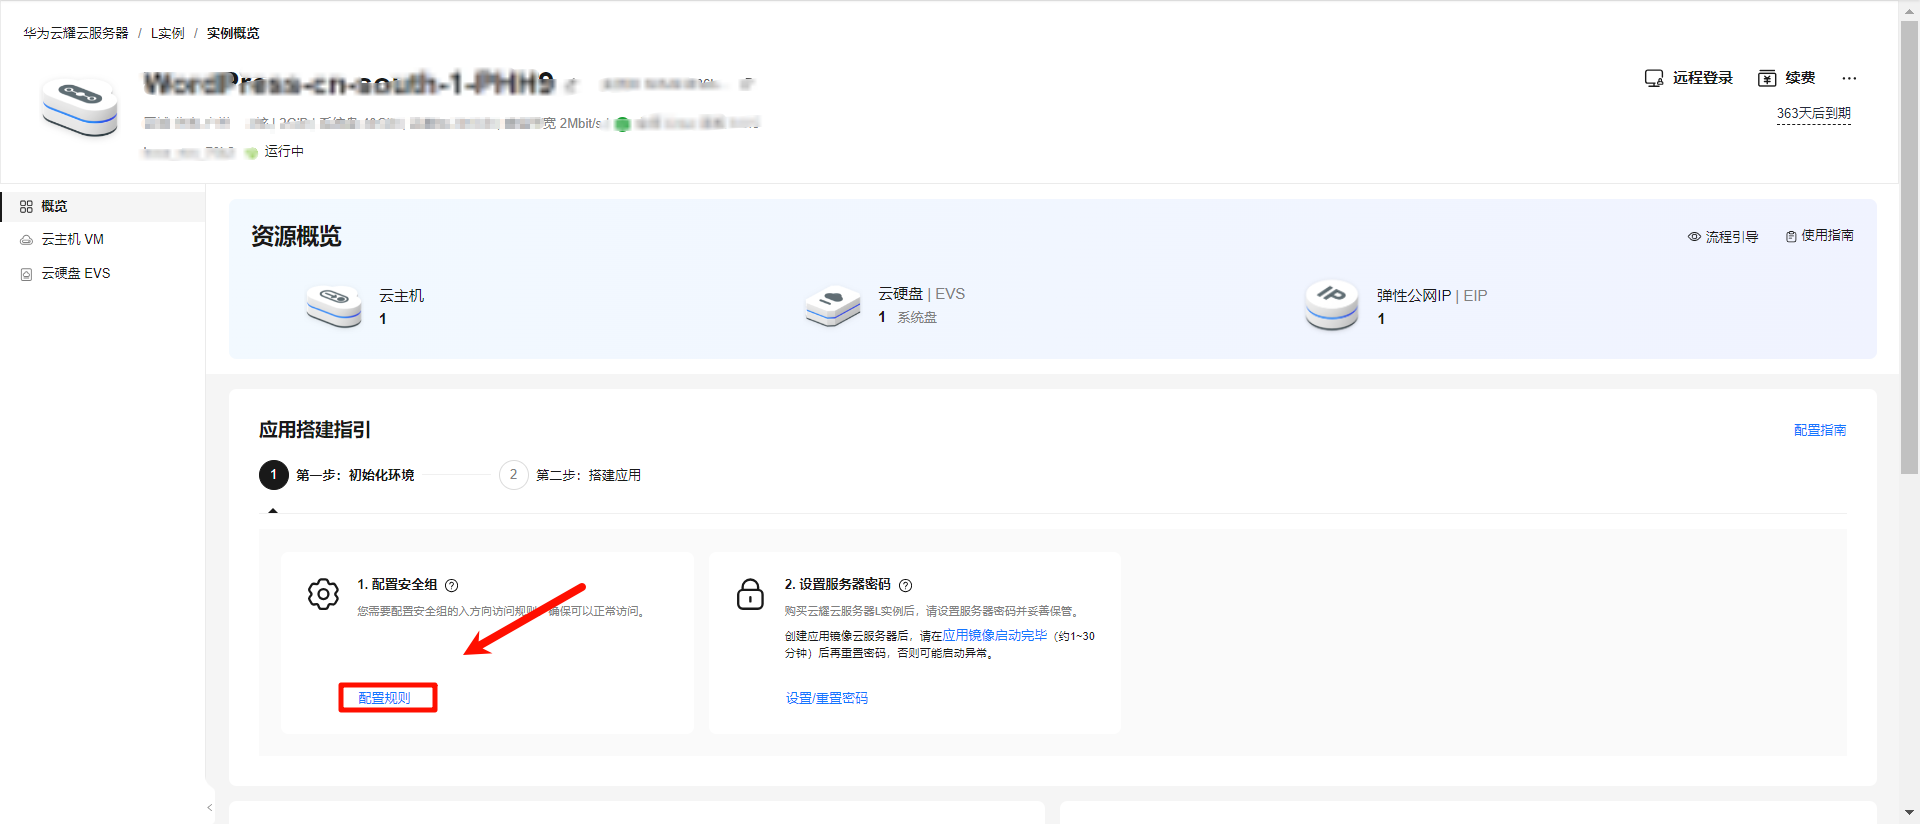 华为云耀云服务器 / L实例 / 实例概览
WordPress-cn-south-1-PHH9
远程登录 续费 ...
363天后到期
宽 2Mbit/s
运行中
概览
云主机 VM
云硬盘 EVS
资源概览
流程引导 使用指南
云主机
1
云硬盘 | EVS
1 系统盘
弹性公网IP | EIP
1
应用搭建指引
配置指南
1 第一步：初始化环境 2 第二步：搭建应用
1. 配置安全组
您需要配置安全组的入方向访问规则 确保可以正常访问。
配置规则
2. 设置服务器密码
购买云耀云服务器L实例后，请设置服务器密码并妥善保管。
创建应用镜像云服务器后，请在应用镜像启动完毕（约1~30
分钟）后再重置密码，否则可能启动异常。
设置/重置密码